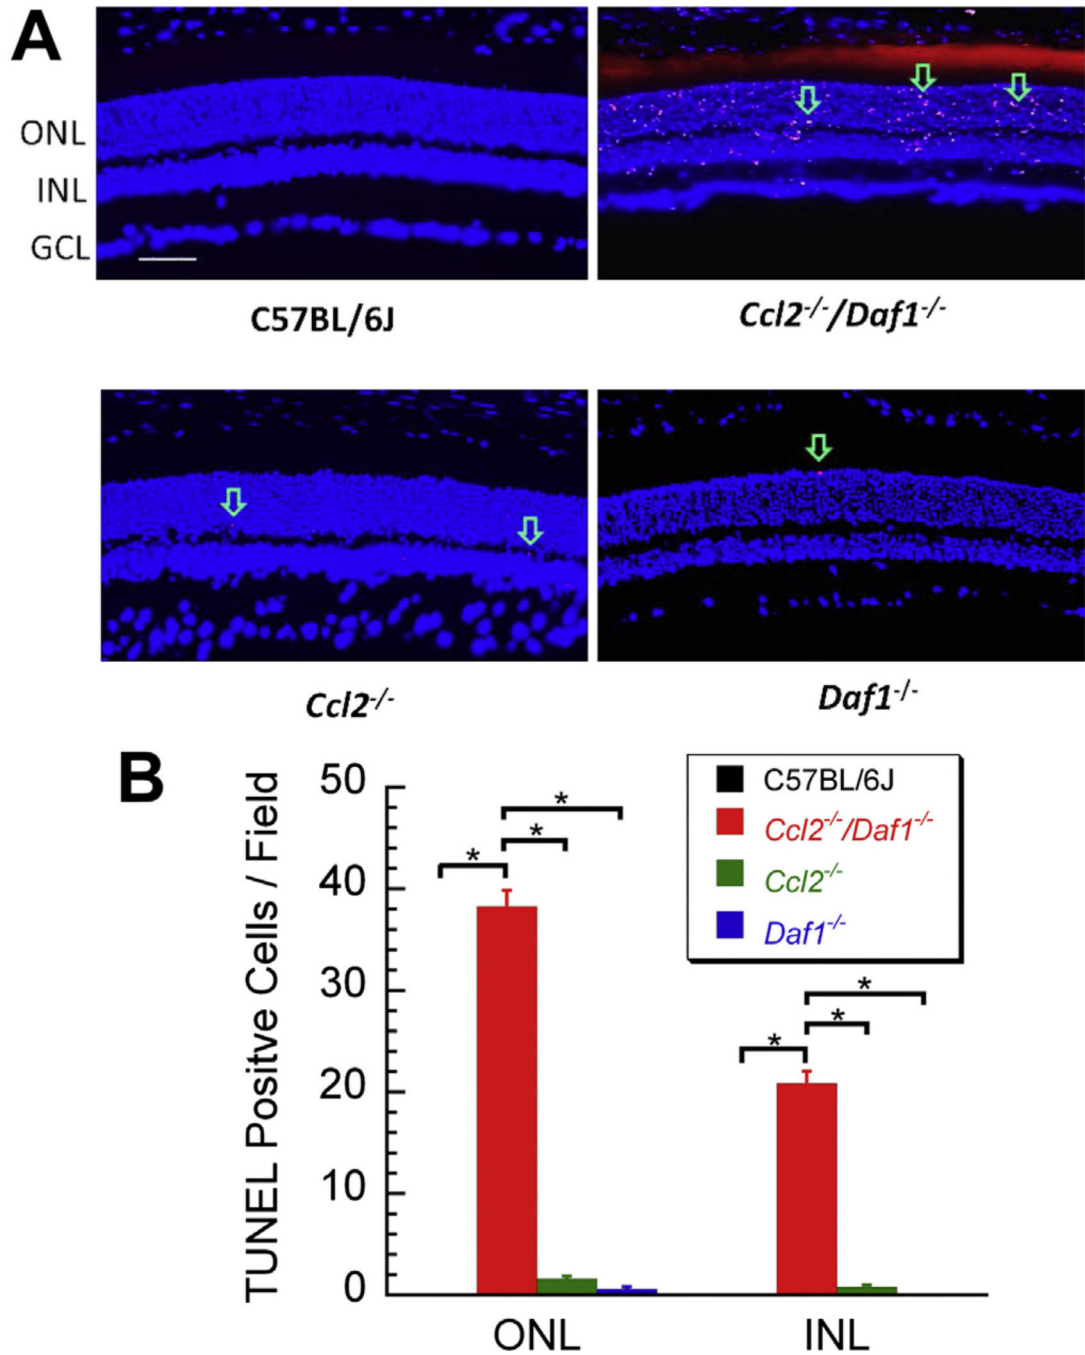 A
ONL
INL
GCL
C57BL/6J
Ccl2-/-/Daf1-/-
Ccl2-/-
Daf1-/-
B
TUNEL Positve Cells / Field
50
40
30
20
10
0
C57BL/6J
Ccl2-/-/Daf1-/-
Ccl2-/-
Daf1-/-
*
*
*
*
*
*
ONL
INL